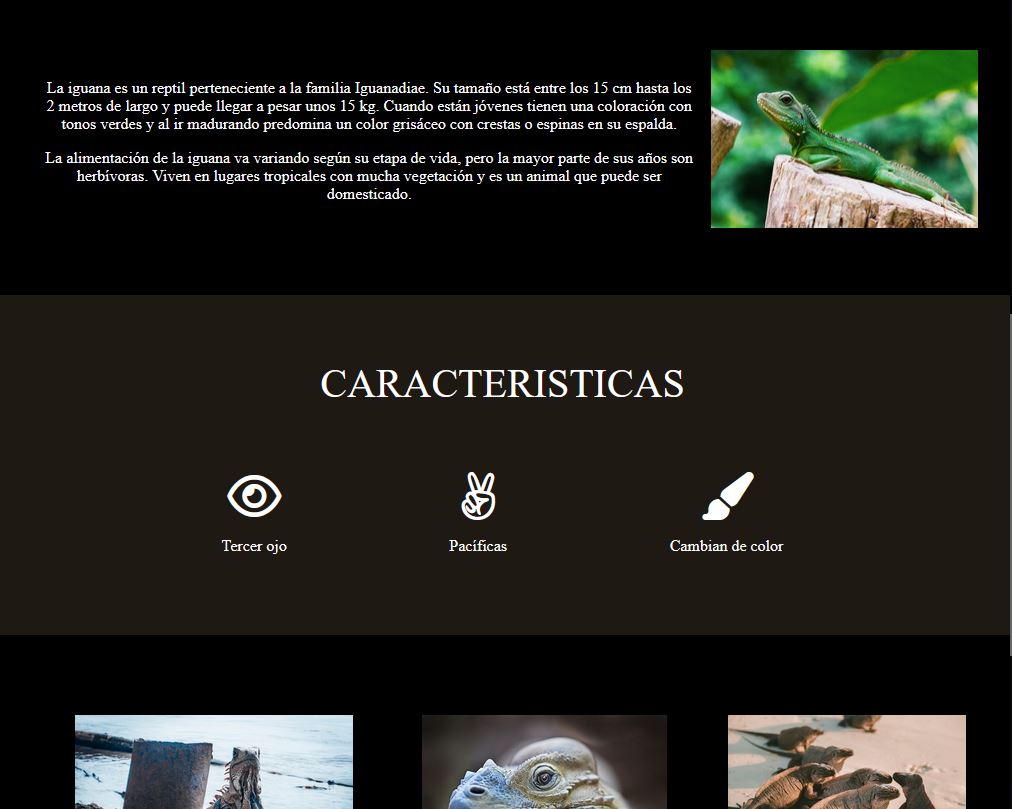 La iguana es un reptil perteneciente a la familia Iguanadiae. Su tamaño está entre los 15 cm hasta los
2 metros de largo y puede llegar a pesar unos 15 kg. Cuando están jóvenes tienen una coloración con
tonos verdes y al ir madurando predomina un color grisáceo con crestas o espinas en su espalda.
La alimentación de la iguana va variando según su etapa de vida, pero la mayor parte de sus años son
herbívoras. Viven en lugares tropicales con mucha vegetación y es un animal que puede ser
domesticado.
CARACTERISTICAS
Tercer ojo
Pacíficas
Cambian de color